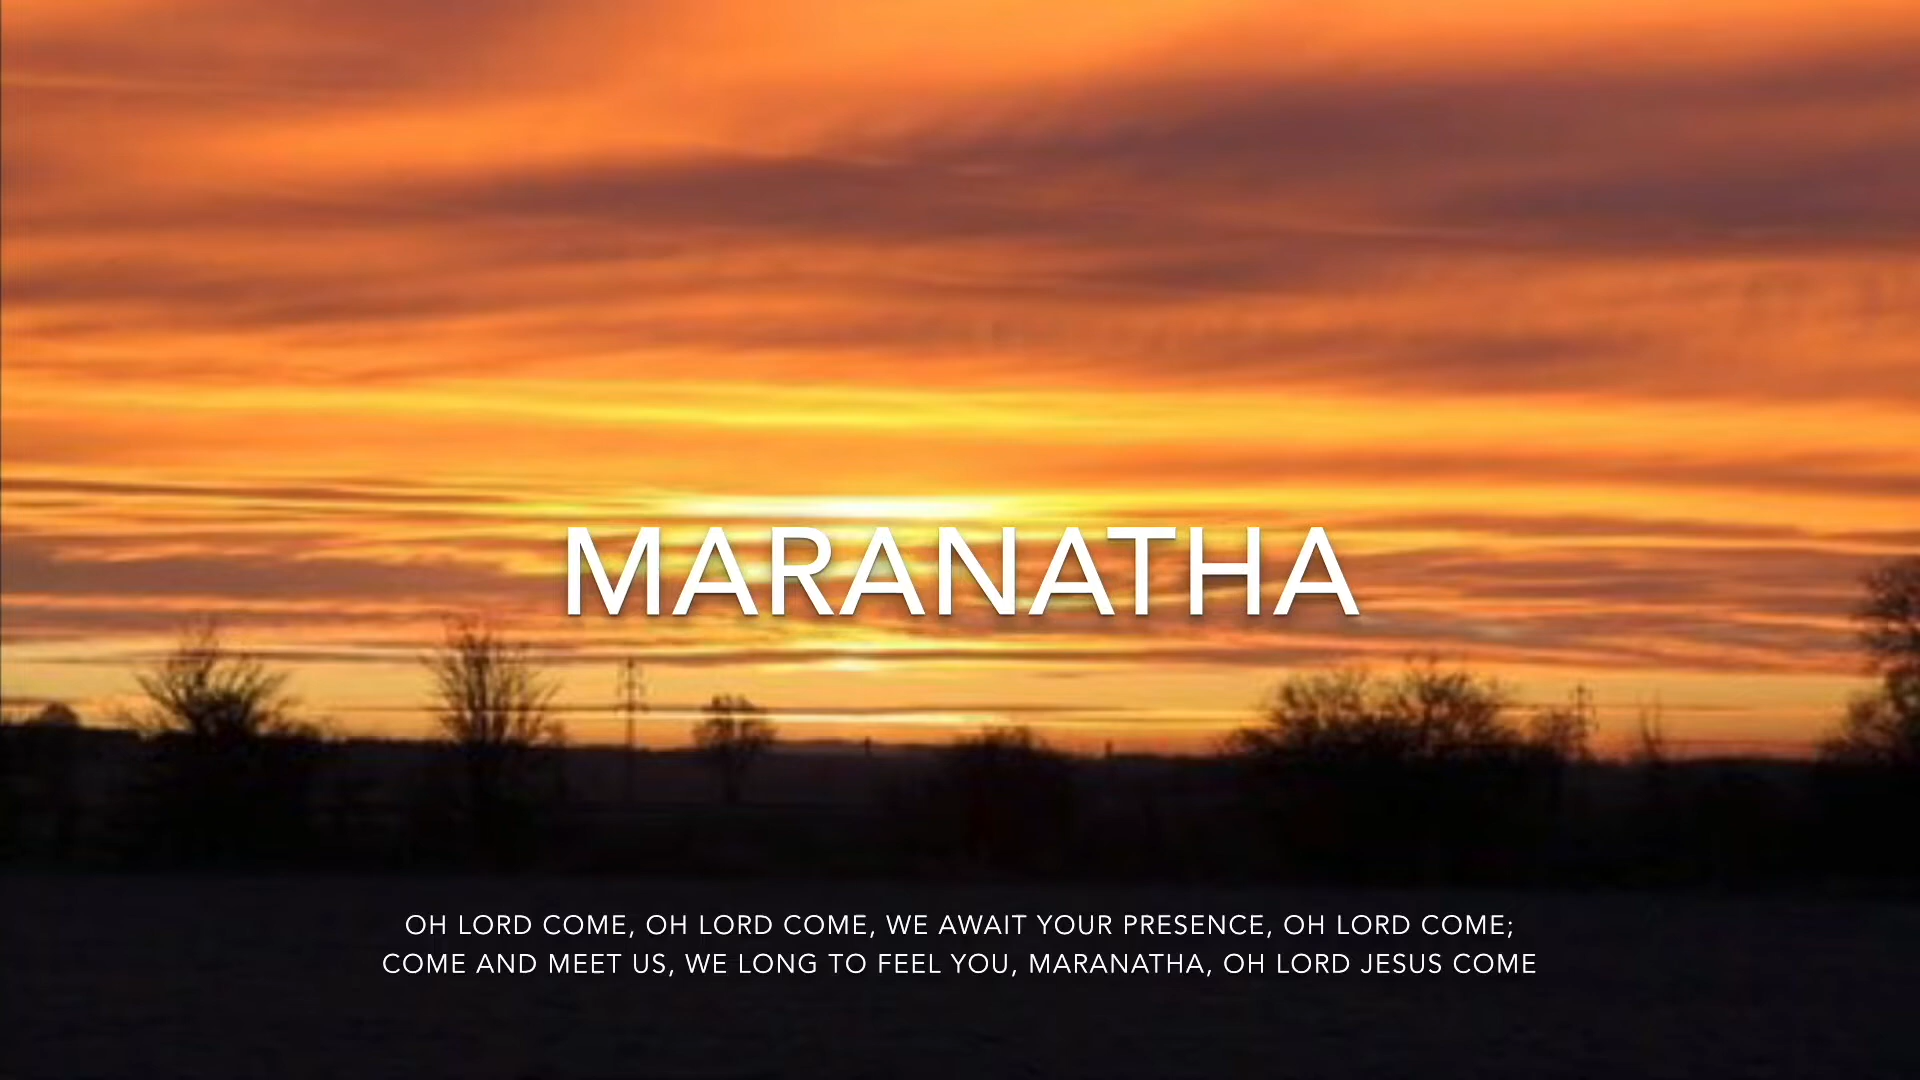 MARANATHA
OH LORD COME, OH LORD COME, WE AWAIT YOUR PRESENCE, OH LORD COME;
COME AND MEET US, WE LONG TO FEEL YOU, MARANATHA, OH LORD JESUS COME